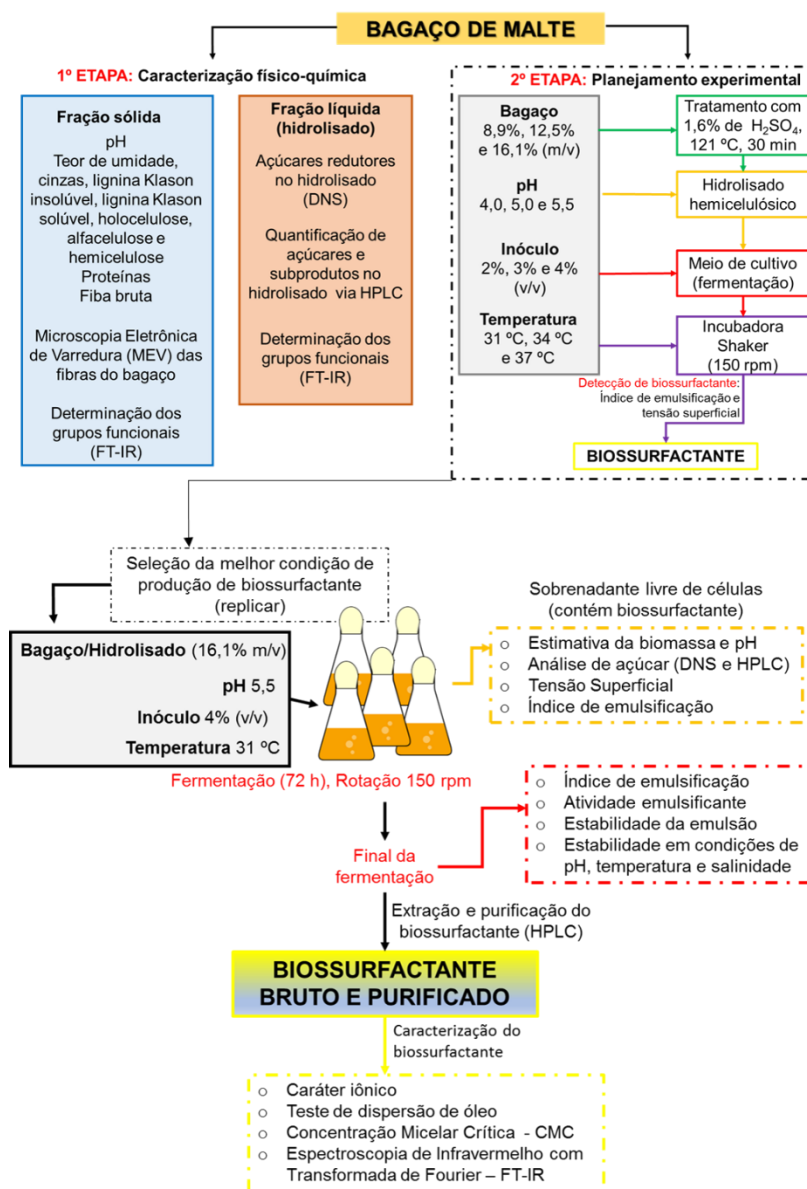 BAGAÇO DE MALTE
1º ETAPA: Caracterização físico-química
Fração sólida
pH
Teor de umidade,
cinzas, lignina Klason
insolúvel, lignina Klason
solúvel, holocelulose,
alfacelulose e
hemicelulose
Proteínas
Fiba bruta
Microscopia Eletrônica
de Varredura (MEV) das
fibras do bagaço
Determinação dos
grupos funcionais
(FT-IR)
Fração líquida
(hidrolisado)
Açúcares redutores
no hidrolisado
(DNS)
Quantificação de
açúcares e
subprodutos no
hidrolisado via HPLC
Determinação dos
grupos funcionais
(FT-IR)
2º ETAPA: Planejamento experimental
Bagaço
8,9%, 12,5%
e 16,1% (m/v)
pH
4,0, 5,0 e 5,5
Inóculo
2%, 3% e 4%
(v/v)
Temperatura
31 ºC, 34 ºC
e 37 ºC
Tratamento com
1,6% de H₂SO₄,
121 ºC, 30 min
Hidrolisado
hemicelulósico
Meio de cultivo
(fermentação)
Incubadora
Shaker
(150 rpm)
Detecção de biossurfactante:
Índice de emulsificação e
tensão superficial
BIOSSURFACTANTE
Seleção da melhor condição de
produção de biossurfactante
(replicar)
Bagaço/Hidrolisado (16,1% m/v)
pH 5,5
Inóculo 4% (v/v)
Temperatura 31 ºC
Fermentação (72 h), Rotação 150 rpm
Sobrenadante livre de células
(contém biossurfactante)
o Estimativa da biomassa e pH
o Análise de açúcar (DNS e HPLC)
o Tensão Superficial
o Índice de emulsificação
Final da
fermentação
o Índice de emulsificação
o Atividade emulsificante
o Estabilidade da emulsão
o Estabilidade em condições de
pH, temperatura e salinidade
Extração e purificação do
biossurfactante (HPLC)
BIOSSURFACTANTE
BRUTO E PURIFICADO
Caracterização do
biossurfactante
o Caráter iônico
o Teste de dispersão de óleo
o Concentração Micelar Crítica - CMC
o Espectroscopia de Infravermelho com
Transformada de Fourier – FT-IR